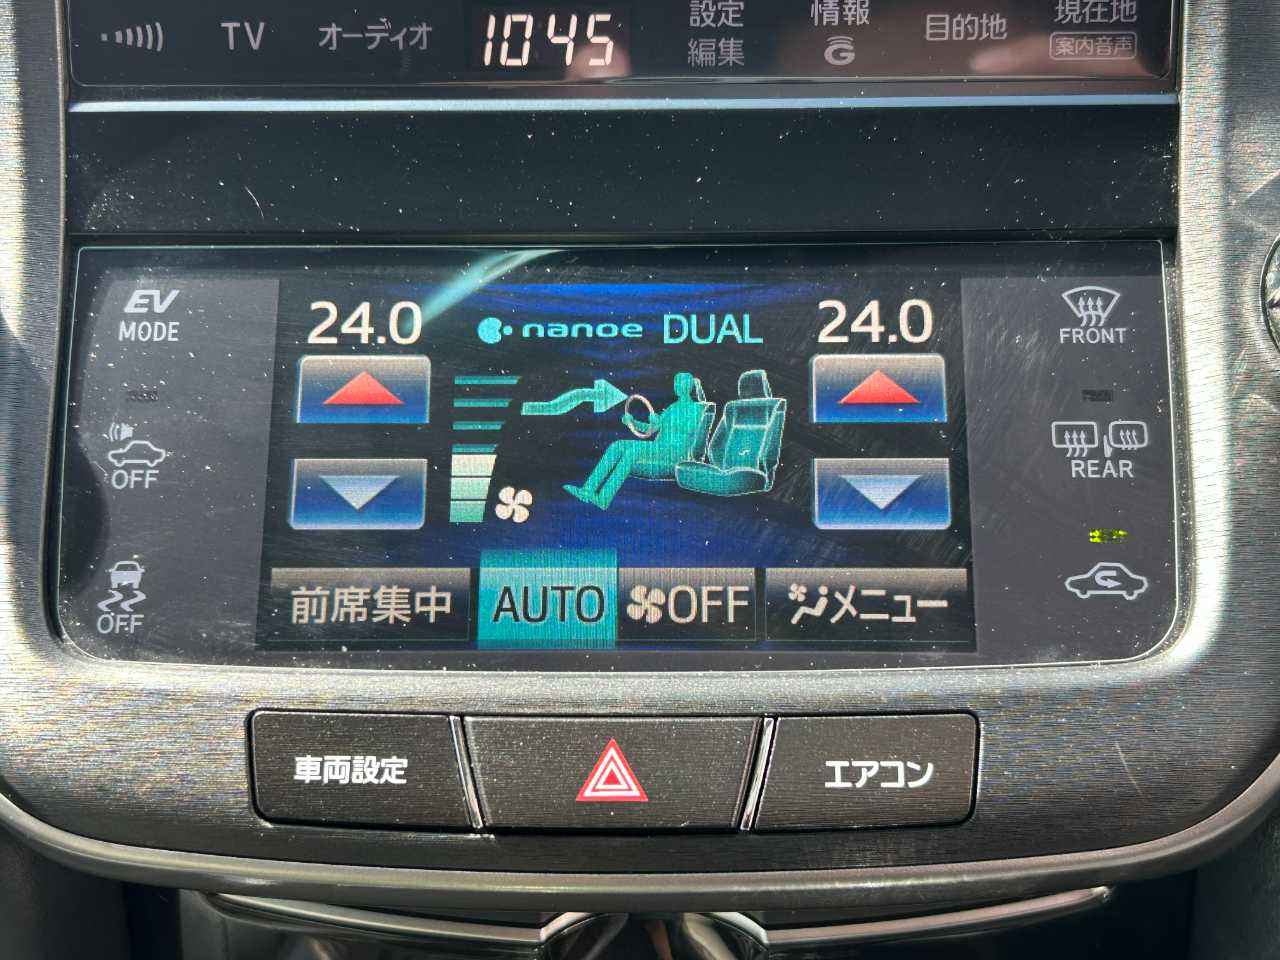 TV オーディオ 1045 設定 編集 情報 G 目的地 現在地 案内音声
EV MODE
24.0 nanoe DUAL 24.0
FRONT
OFF
REAR
OFF
前席集中 AUTO OFF メニュー
車両設定 エアコン